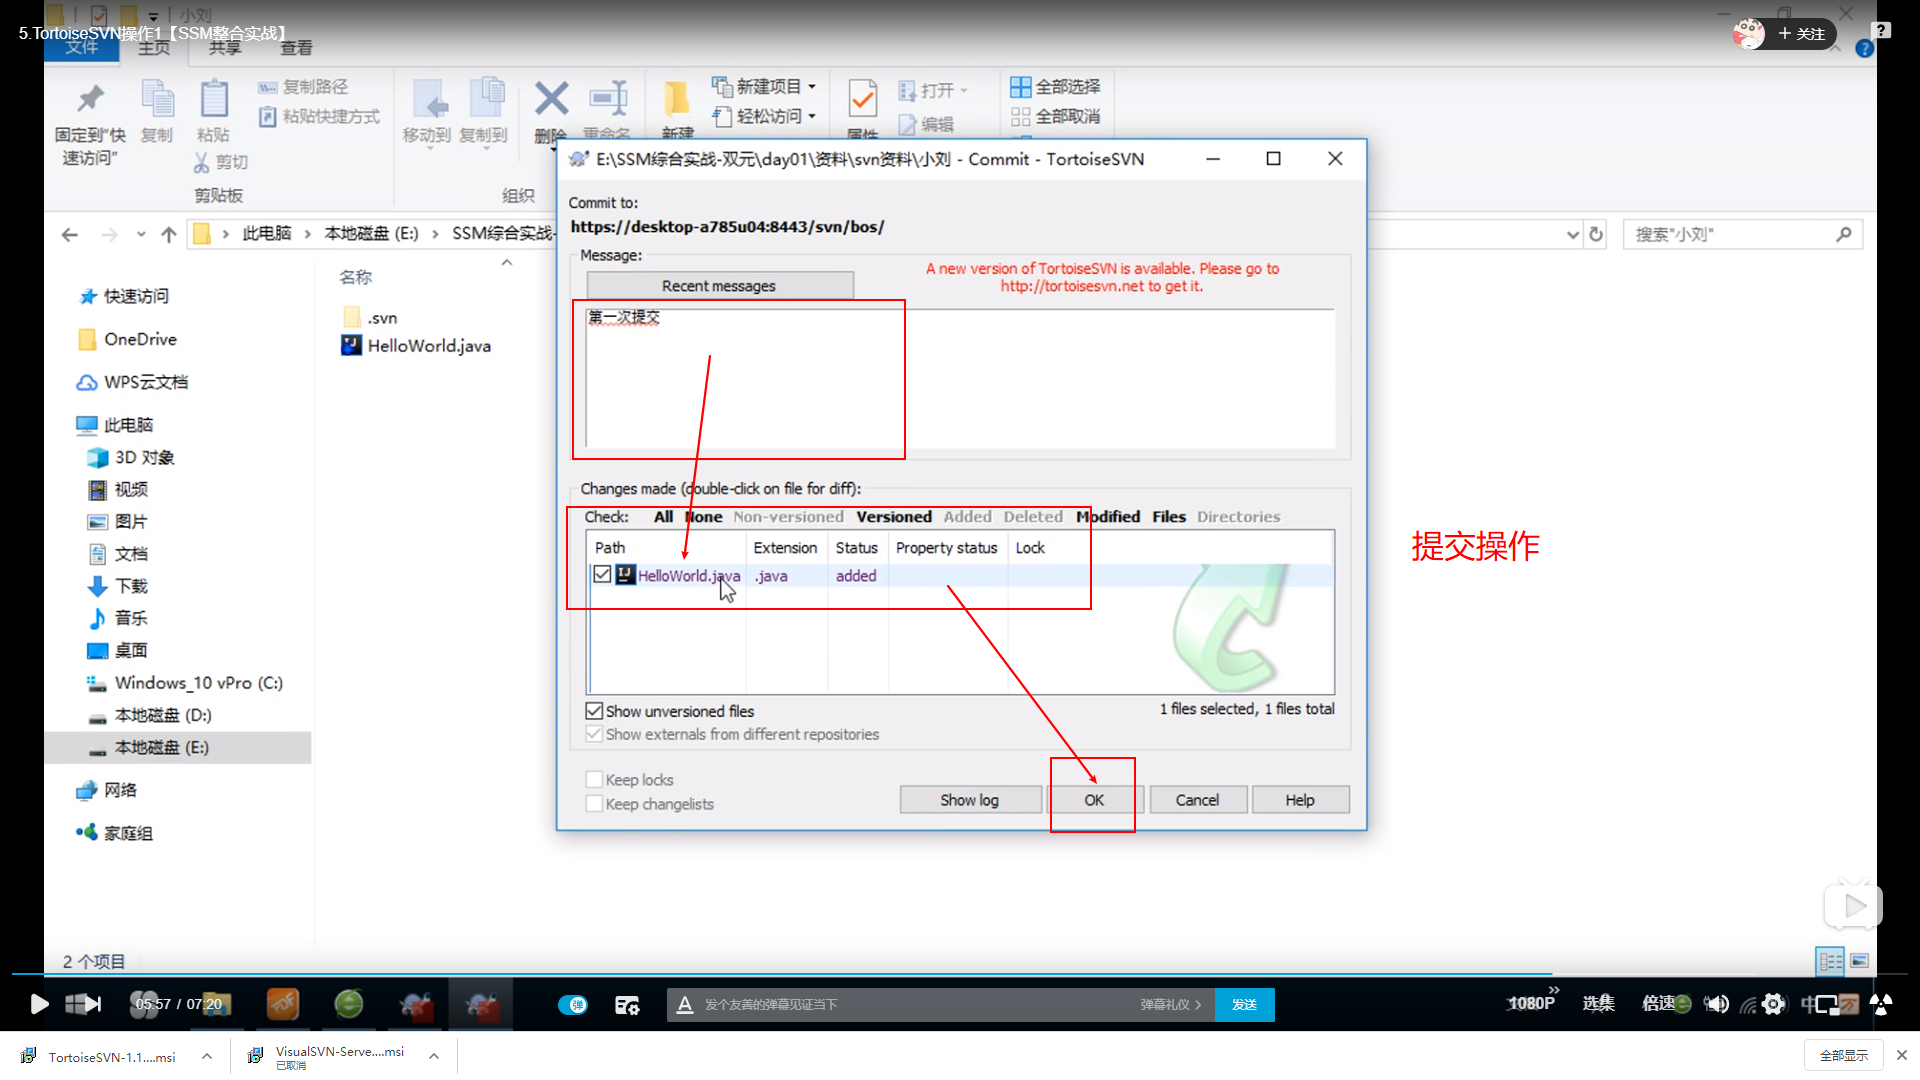 小刘
5.TortoiseSVN操作1【SSM整合实战】
+ 关注
文件 主页 共享 查看
固定到"快速访问"
复制
粘贴
复制路径
粘贴快捷方式
剪切
剪贴板
移动到
复制到
删除
重命名
组织
新建
新建项目
轻松访问
属性
打开
编辑
全部选择
全部取消
此电脑 > 本地磁盘 (E:) > SSM综合实战-
搜索"小刘"
快速访问
OneDrive
WPS云文档
此电脑
3D 对象
视频
图片
文档
下载
音乐
桌面
Windows_10 vPro (C:)
本地磁盘 (D:)
本地磁盘 (E:)
网络
家庭组
名称
.svn
HelloWorld.java
E:\SSM综合实战-双元\day01\资料\svn资料\小刘 - Commit - TortoiseSVN
Commit to:
https://desktop-a785u04:8443/svn/bos/
Message:
Recent messages
A new version of TortoiseSVN is available. Please go to
http://tortoisesvn.net to get it.
第一次提交
Changes made (double-click on file for diff):
Check: All None Non-versioned Versioned Added Deleted Modified Files Directories
Path Extension Status Property status Lock
HelloWorld.java .java added
Show unversioned files
1 files selected, 1 files total
Show externals from different repositories
Keep locks
Keep changelists
Show log OK Cancel Help
提交操作
2 个项目
05:57 / 07:20
弹
发个友善的弹幕见证当下
弹幕礼仪 >
发送
1080P
选集
倍速
中
TortoiseSVN-1.1....msi
VisualSVN-Serve....msi
已取消
全部显示